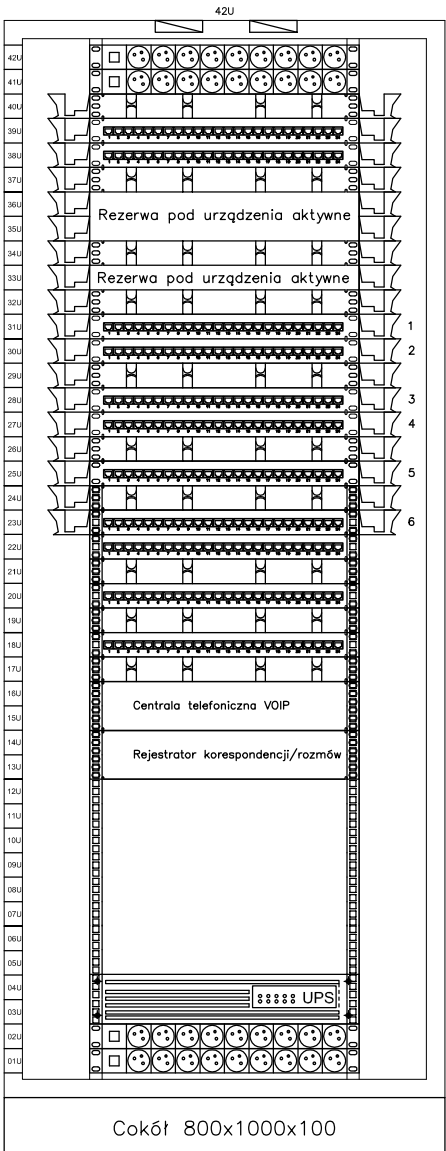 42U
42U
41U
40U
39U
38U
37U
36U
Rezerwa pod urządzenia aktywne
35U
34U
33U
Rezerwa pod urządzenia aktywne
32U
31U 1
30U 2
29U
28U 3
27U 4
26U
25U 5
24U
23U 6
22U
21U
20U
19U
18U
17U
16U
Centrala telefoniczna VOIP
15U
14U
Rejestrator korespondencji/rozmów
13U
12U
11U
10U
09U
08U
07U
06U
05U
04U
UPS
03U
02U
01U
Cokół 800x1000x100